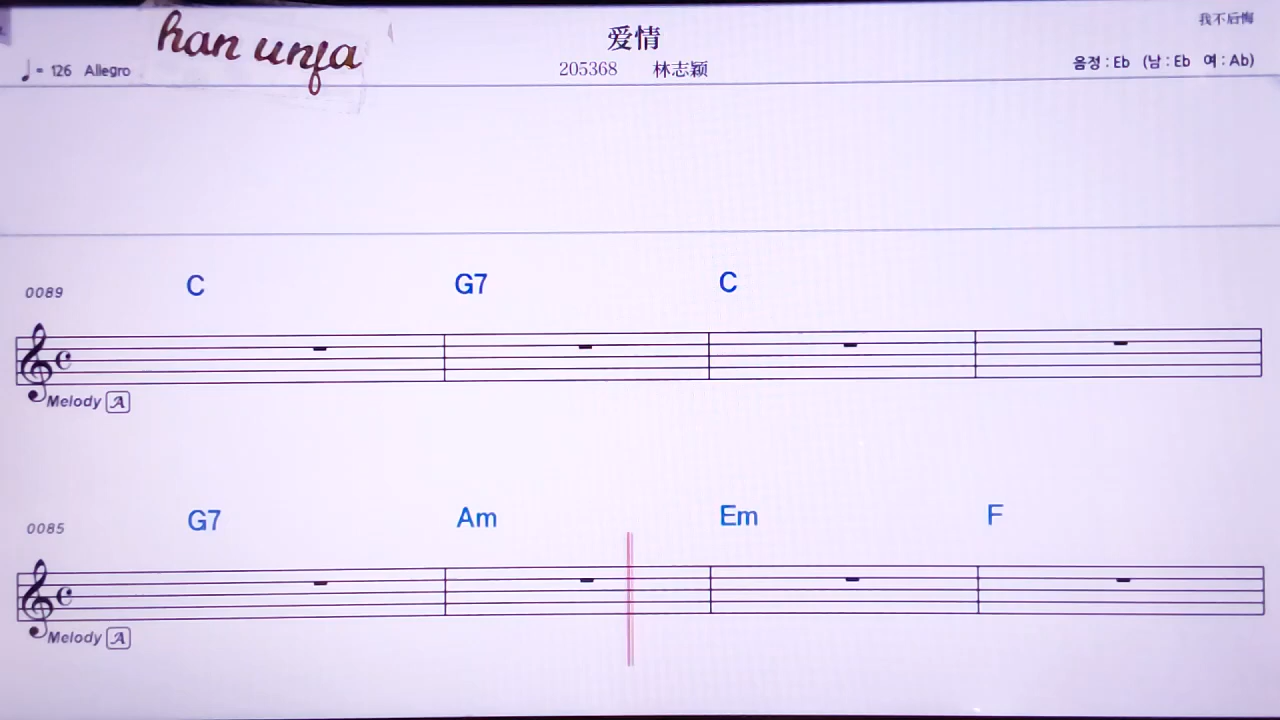 han unja
爱情
我不后悔
♩= 126 Allegro
205368 林志颖
음정 : Eb (남 : Eb 여 : Ab)
0089
C G7 C
Melody A
0085
G7 Am Em F
Melody A